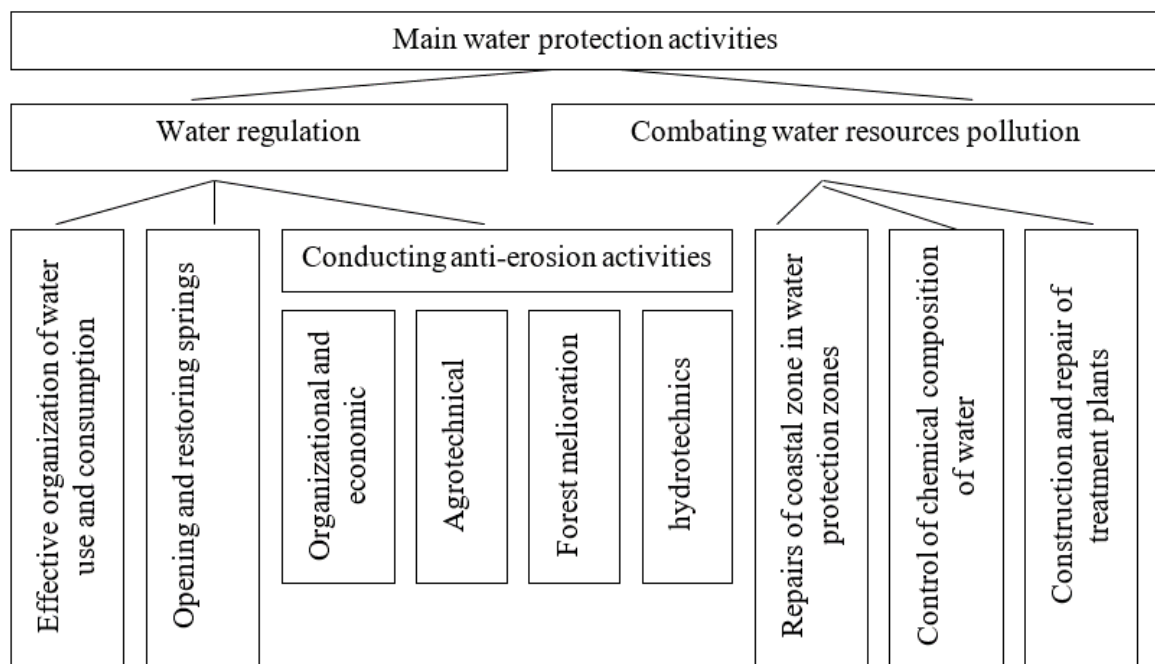 Main water protection activities
Water regulation
Combating water resources pollution
Effective organization of water
use and consumption
Opening and restoring springs
Conducting anti-erosion activities
Organizational and
economic
Agrotechnical
Forest melioration
hydrotechnics
Repairs of coastal zone in water
protection zones
Control of chemical composition
of water
Construction and repair of
treatment plants